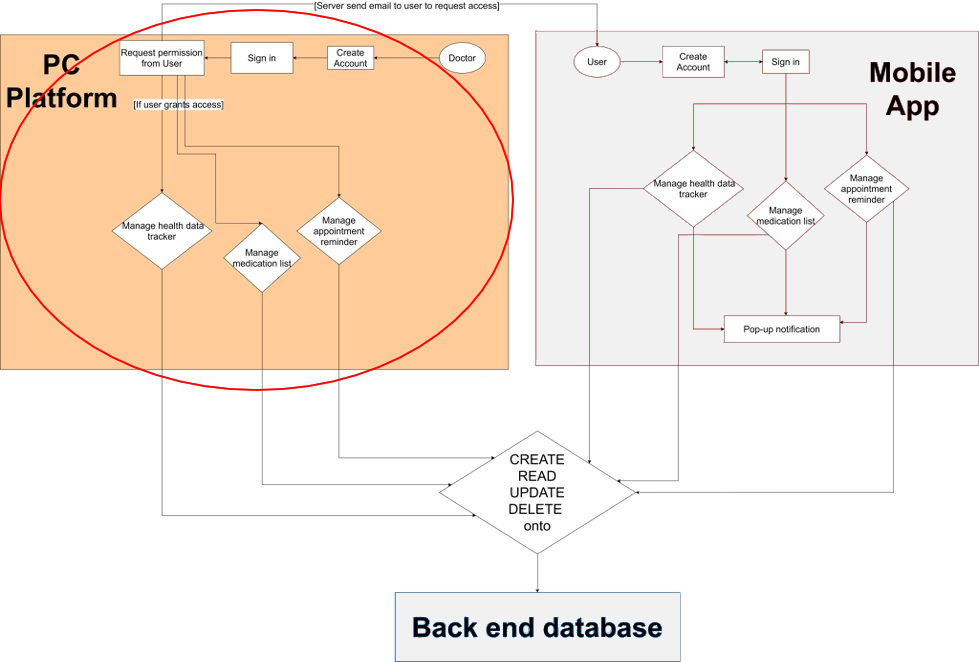 [Server send email to user to request access]
PC
Platform
Request permission
from User
Sign in
Create
Account
Doctor
[If user grants access]
Manage health data
tracker
Manage
medication list
Manage
appointment
reminder
Mobile
App
User
Create
Account
Sign in
Manage health data
tracker
Manage
medication list
Manage
appointment
reminder
Pop-up notification
CREATE
READ
UPDATE
DELETE
onto
Back end database